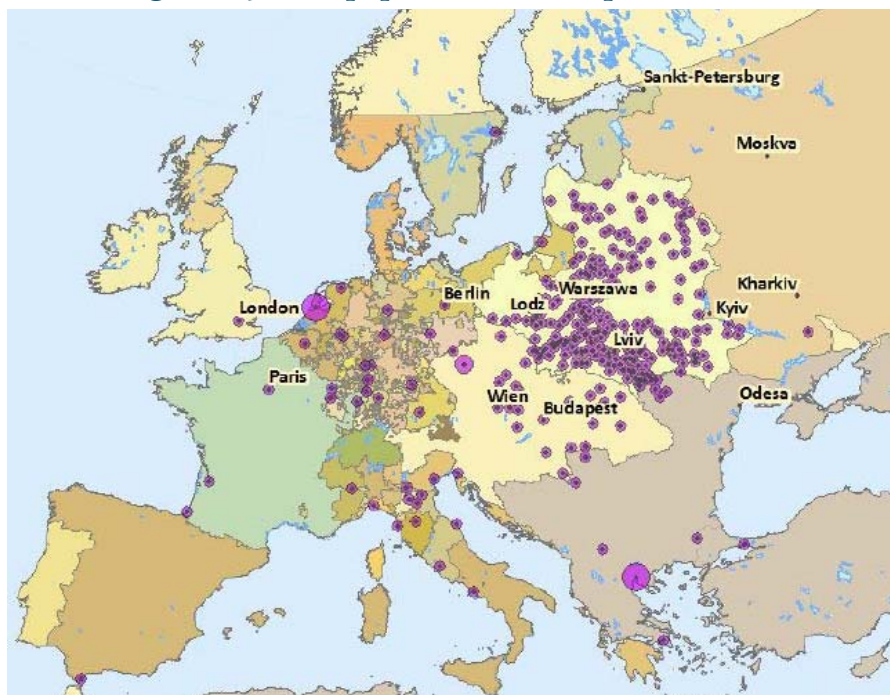 Sankt-Petersburg
Moskva
Kharkiv
Berlin
Warszawa
London
Lodz
Kyiv
Lviv
Paris
Wien
Odesa
Budapest